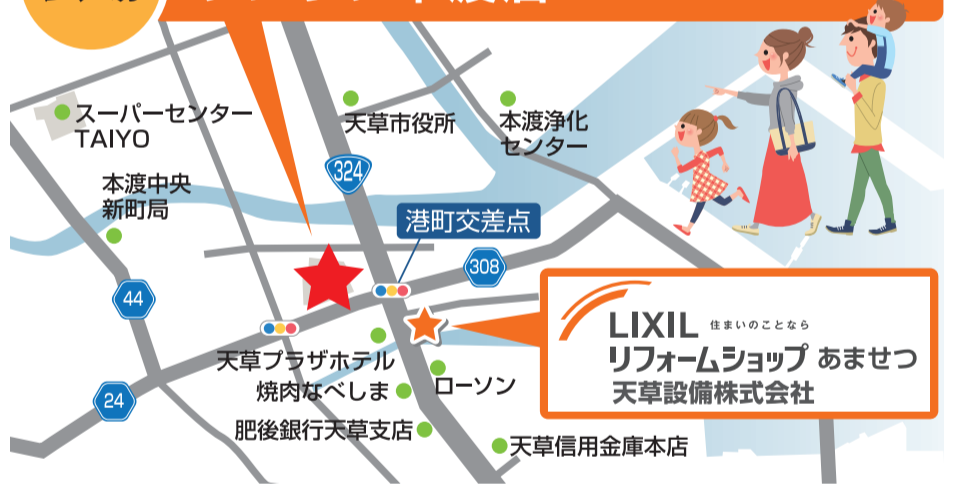 本渡店
スーパーセンター
TAIYO
天草市役所
本渡浄化
センター
本渡中央
新町局
324
港町交差点
308
44
24
天草プラザホテル
焼肉なべしま
ローソン
肥後銀行天草支店
天草信用金庫本店
LIXIL 住まいのことなら
リフォームショップ あませつ
天草設備株式会社